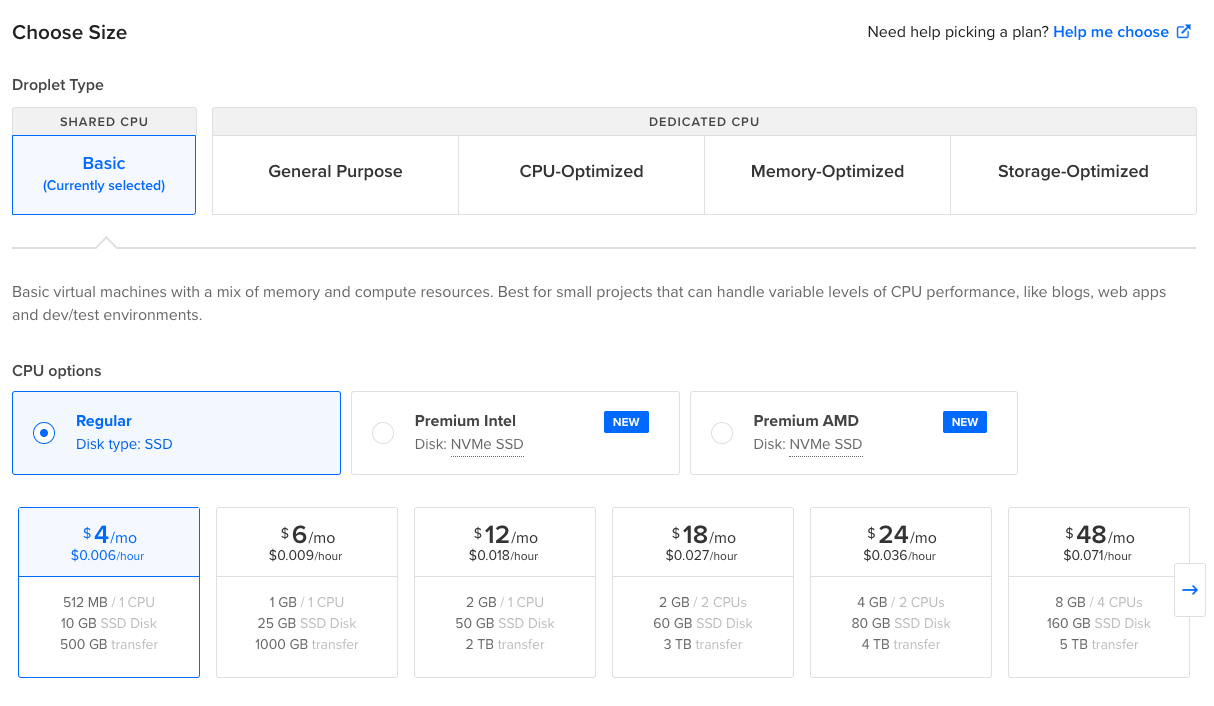 Choose Size
Need help picking a plan? Help me choose
Droplet Type
SHARED CPU
DEDICATED CPU
Basic
(Currently selected)
General Purpose
CPU-Optimized
Memory-Optimized
Storage-Optimized
Basic virtual machines with a mix of memory and compute resources. Best for small projects that can handle variable levels of CPU performance, like blogs, web apps
and dev/test environments.
CPU options
Regular
Disk type: SSD
Premium Intel
NEW
Disk: NVMe SSD
Premium AMD
NEW
Disk: NVMe SSD
$4/mo
$0.006/hour
512 MB / 1 CPU
10 GB SSD Disk
500 GB transfer
$6/mo
$0.009/hour
1 GB / 1 CPU
25 GB SSD Disk
1000 GB transfer
$12/mo
$0.018/hour
2 GB / 1 CPU
50 GB SSD Disk
2 TB transfer
$18/mo
$0.027/hour
2 GB / 2 CPUs
60 GB SSD Disk
3 TB transfer
$24/mo
$0.036/hour
4 GB / 2 CPUs
80 GB SSD Disk
4 TB transfer
$48/mo
$0.071/hour
8 GB / 4 CPUs
160 GB SSD Disk
5 TB transfer